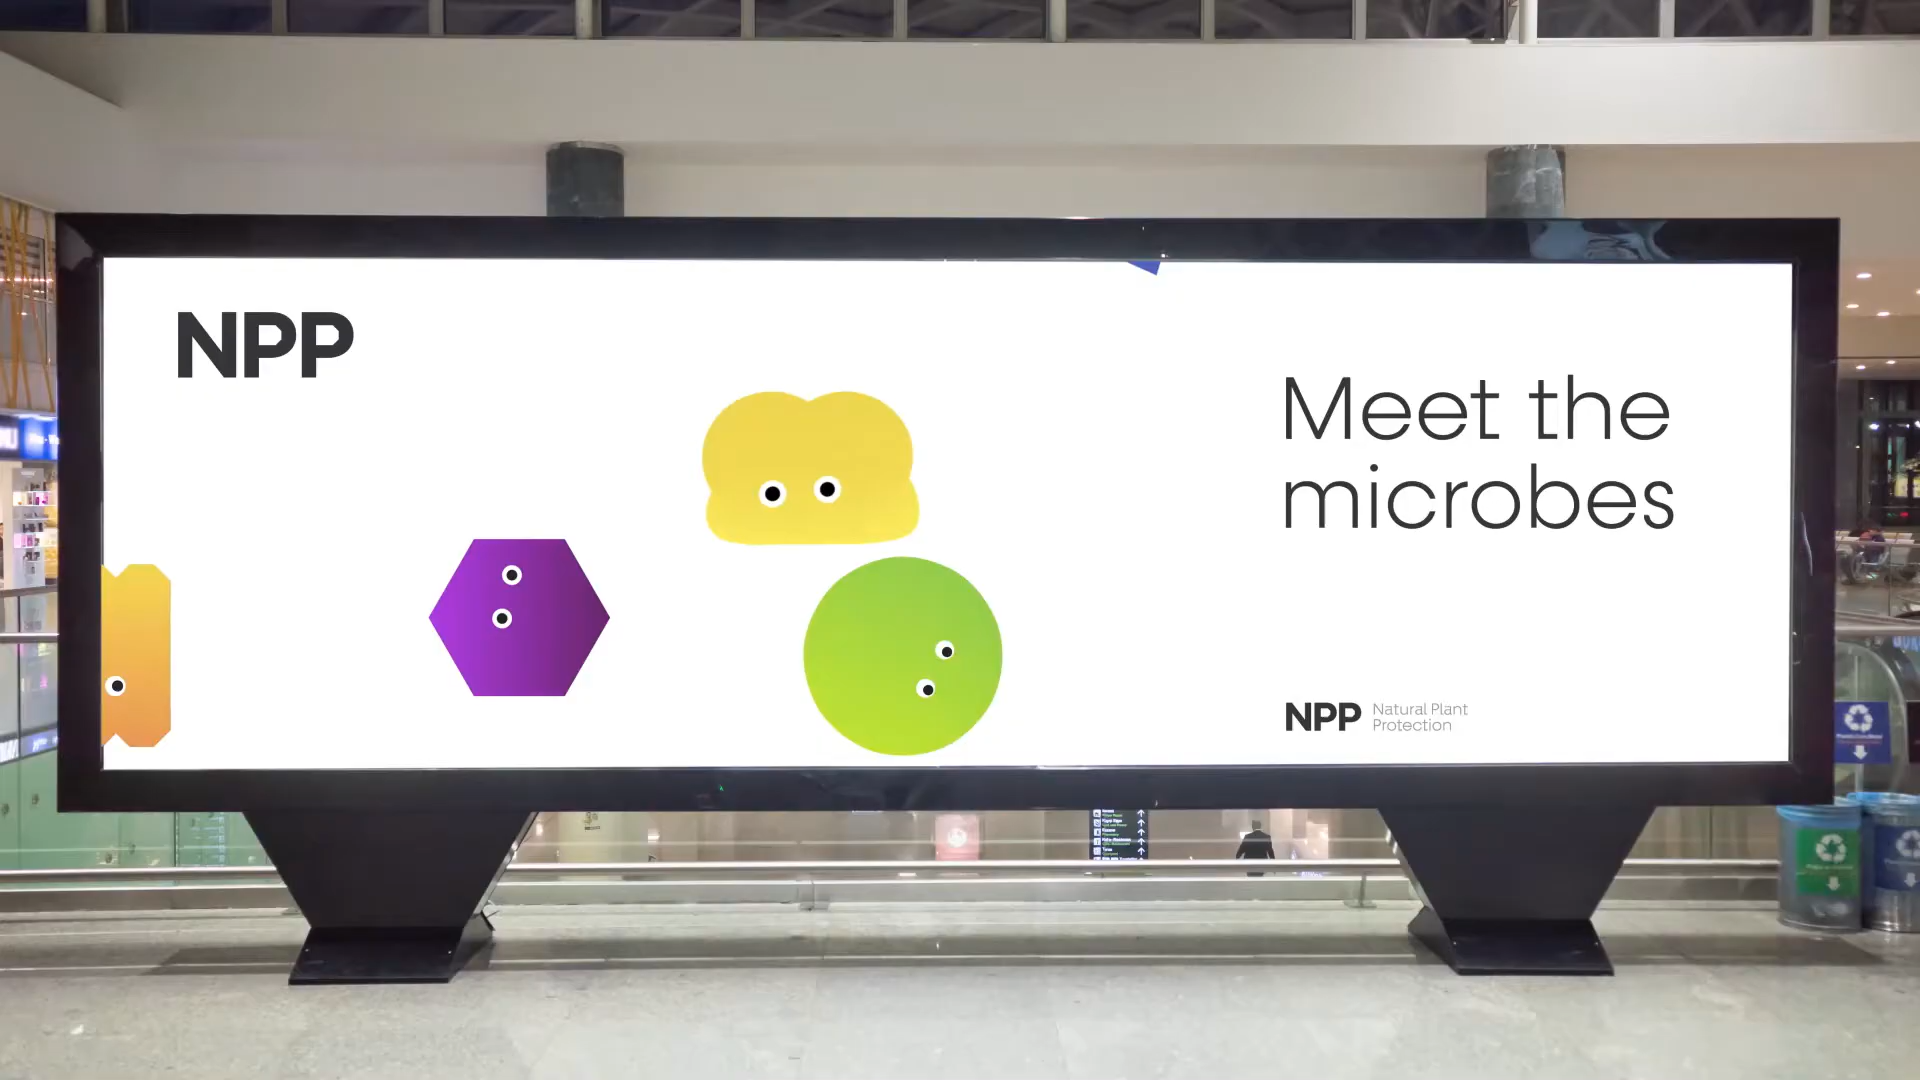 NPP
Meet the
microbes
NPP
Natural Plant
Protection